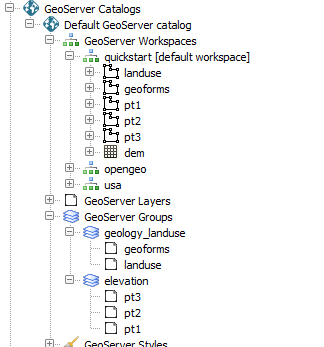 GeoServer Catalogs
Default GeoServer catalog
GeoServer Workspaces
quickstart [default workspace]
landuse
geoforms
pt1
pt2
pt3
dem
opengeo
usa
GeoServer Layers
GeoServer Groups
geology_landuse
geoforms
landuse
elevation
pt3
pt2
pt1
GeoServer Styles